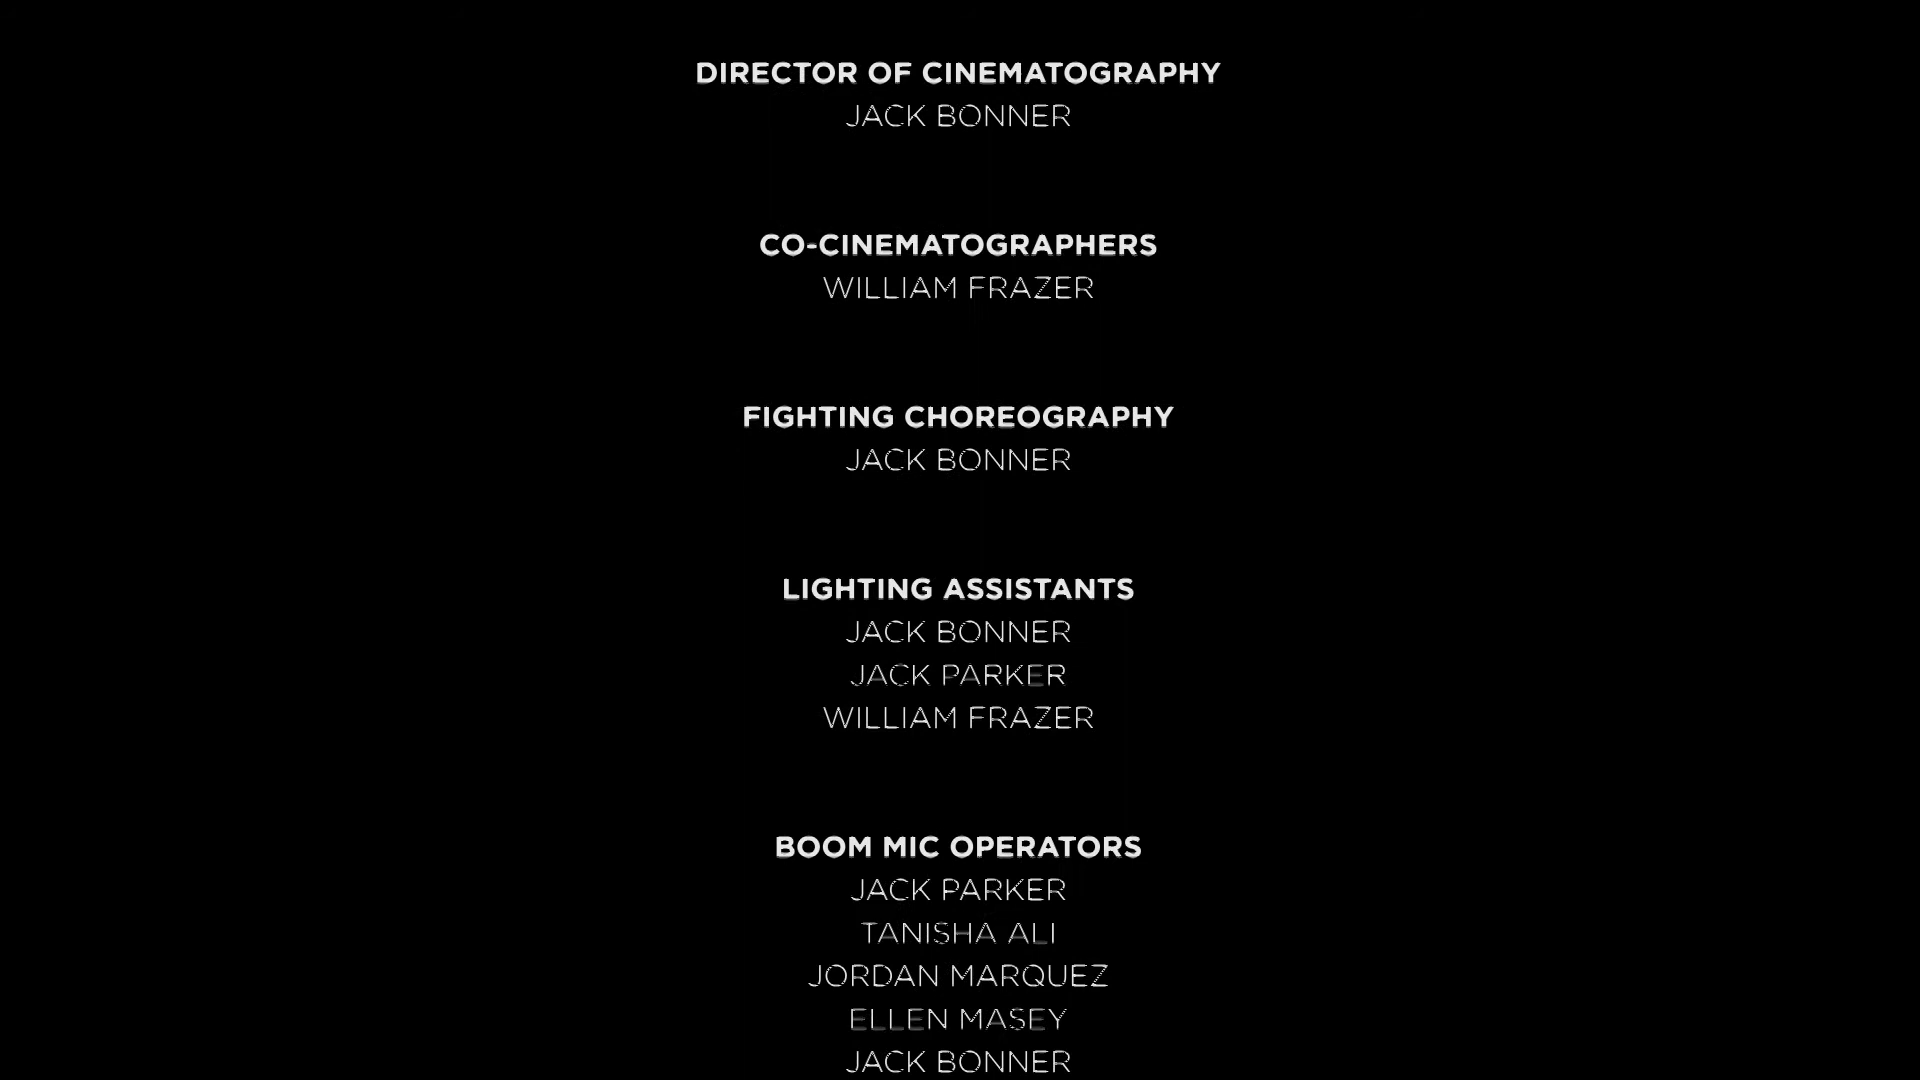 DIRECTOR OF CINEMATOGRAPHY
JACK BONNER
CO-CINEMATOGRAPHERS
WILLIAM FRAZER
FIGHTING CHOREOGRAPHY
JACK BONNER
LIGHTING ASSISTANTS
JACK BONNER
JACK PARKER
WILLIAM FRAZER
BOOM MIC OPERATORS
JACK PARKER
TANISHA ALI
JORDAN MARQUEZ
ELLEN MASEY
JACK BONNER